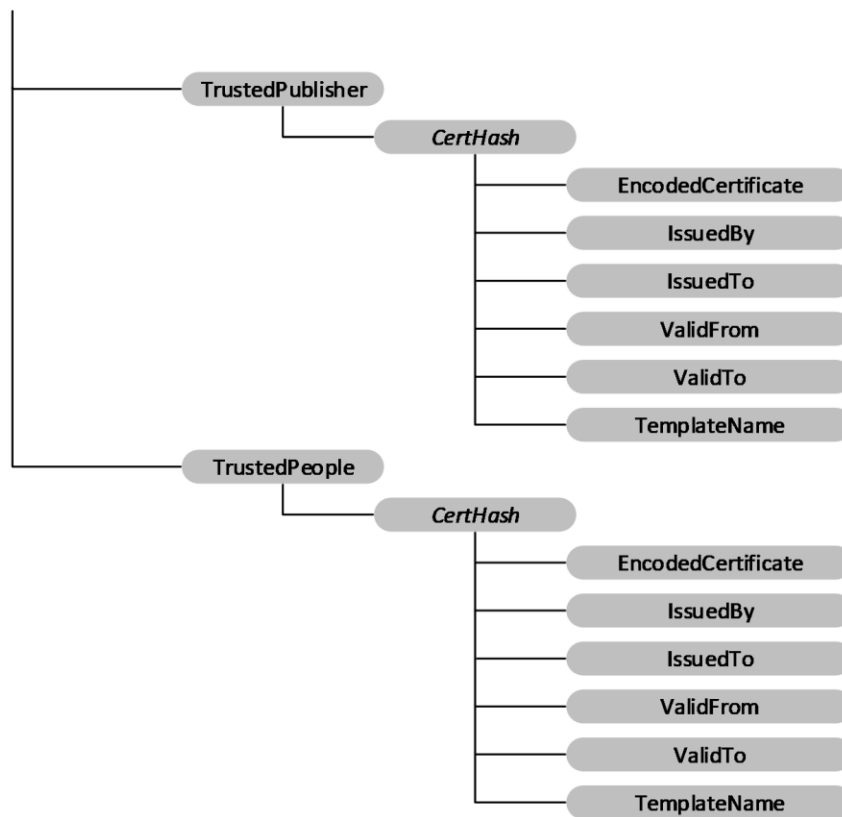 TrustedPublisher
CertHash
EncodedCertificate
IssuedBy
IssuedTo
ValidFrom
ValidTo
TemplateName
TrustedPeople
CertHash
EncodedCertificate
IssuedBy
IssuedTo
ValidFrom
ValidTo
TemplateName